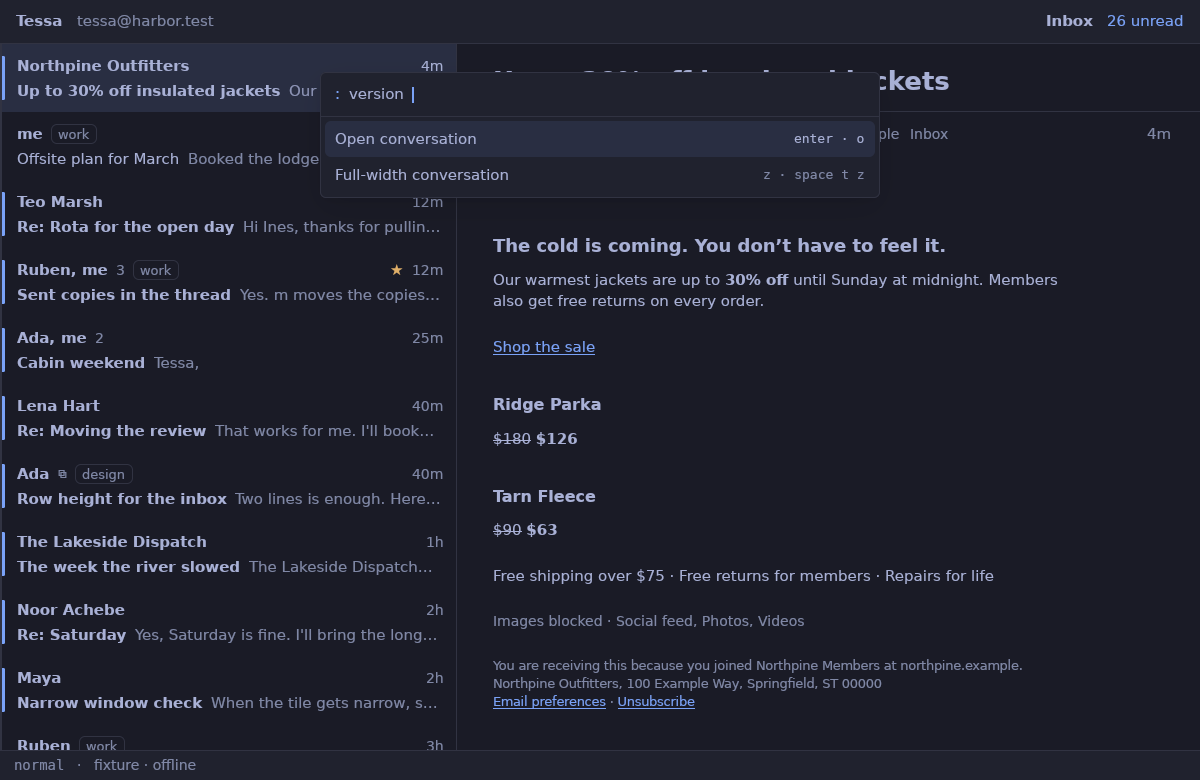 Tessa tessa@harbor.test Inbox 26 unread
Northpine Outfitters 4m
Up to 30% off insulated jackets Our
me work
Offsite plan for March Booked the lodge
Teo Marsh 12m
Re: Rota for the open day Hi Ines, thanks for pullin…
Ruben, me 3 work ★ 12m
Sent copies in the thread Yes. m moves the copies…
Ada, me 2 25m
Cabin weekend Tessa,
Lena Hart 40m
Re: Moving the review That works for me. I'll book…
Ada design 40m
Row height for the inbox Two lines is enough. Here…
The Lakeside Dispatch 1h
The week the river slowed The Lakeside Dispatch…
Noor Achebe 2h
Re: Saturday Yes, Saturday is fine. I'll bring the long…
Maya 2h
Narrow window check When the tile gets narrow, s…
Ruben work 3h
: version
Open conversation enter · o
Full-width conversation z · space t z
ckets
ple Inbox 4m
The cold is coming. You don’t have to feel it.
Our warmest jackets are up to 30% off until Sunday at midnight. Members
also get free returns on every order.
Shop the sale
Ridge Parka
$180 $126
Tarn Fleece
$90 $63
Free shipping over $75 · Free returns for members · Repairs for life
Images blocked · Social feed, Photos, Videos
You are receiving this because you joined Northpine Members at northpine.example.
Northpine Outfitters, 100 Example Way, Springfield, ST 00000
Email preferences · Unsubscribe
normal · fixture · offline